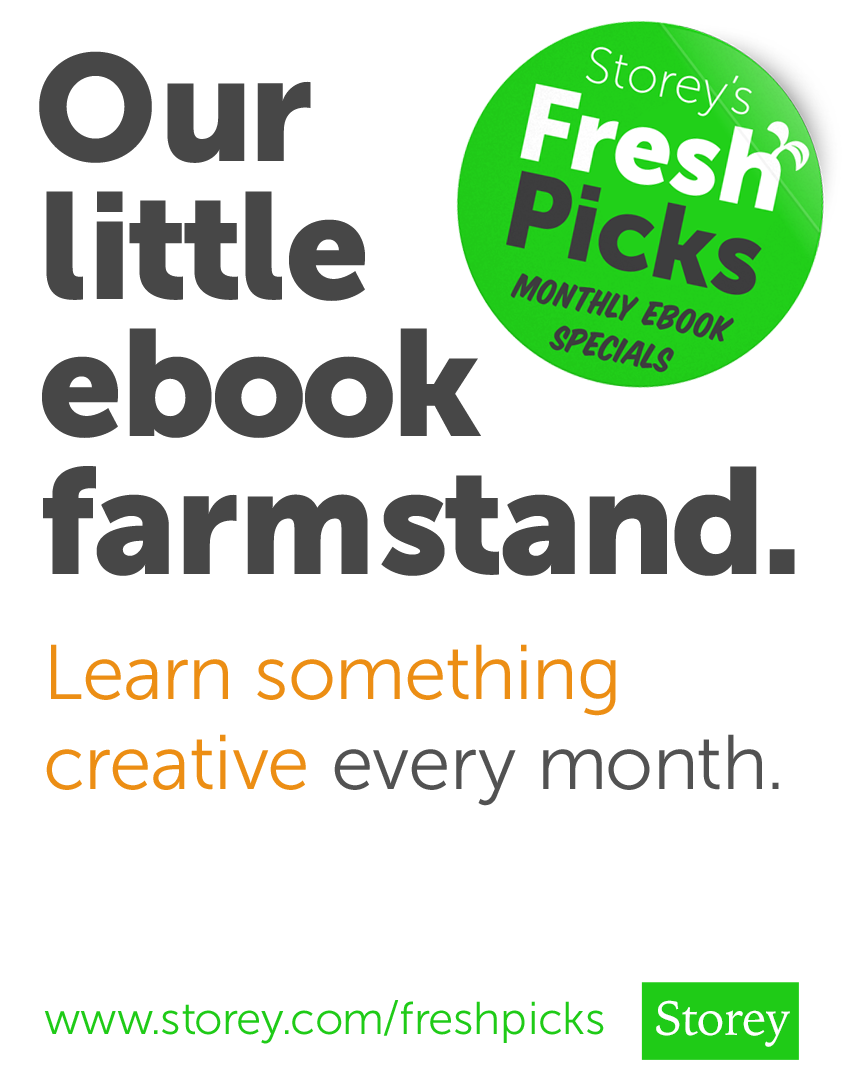 Our
little
ebook
farmstand.
Storey's
Fresh
Picks
MONTHLY EBOOK
SPECIALS
Learn something
creative every month.
www.storey.com/freshpicks
Storey